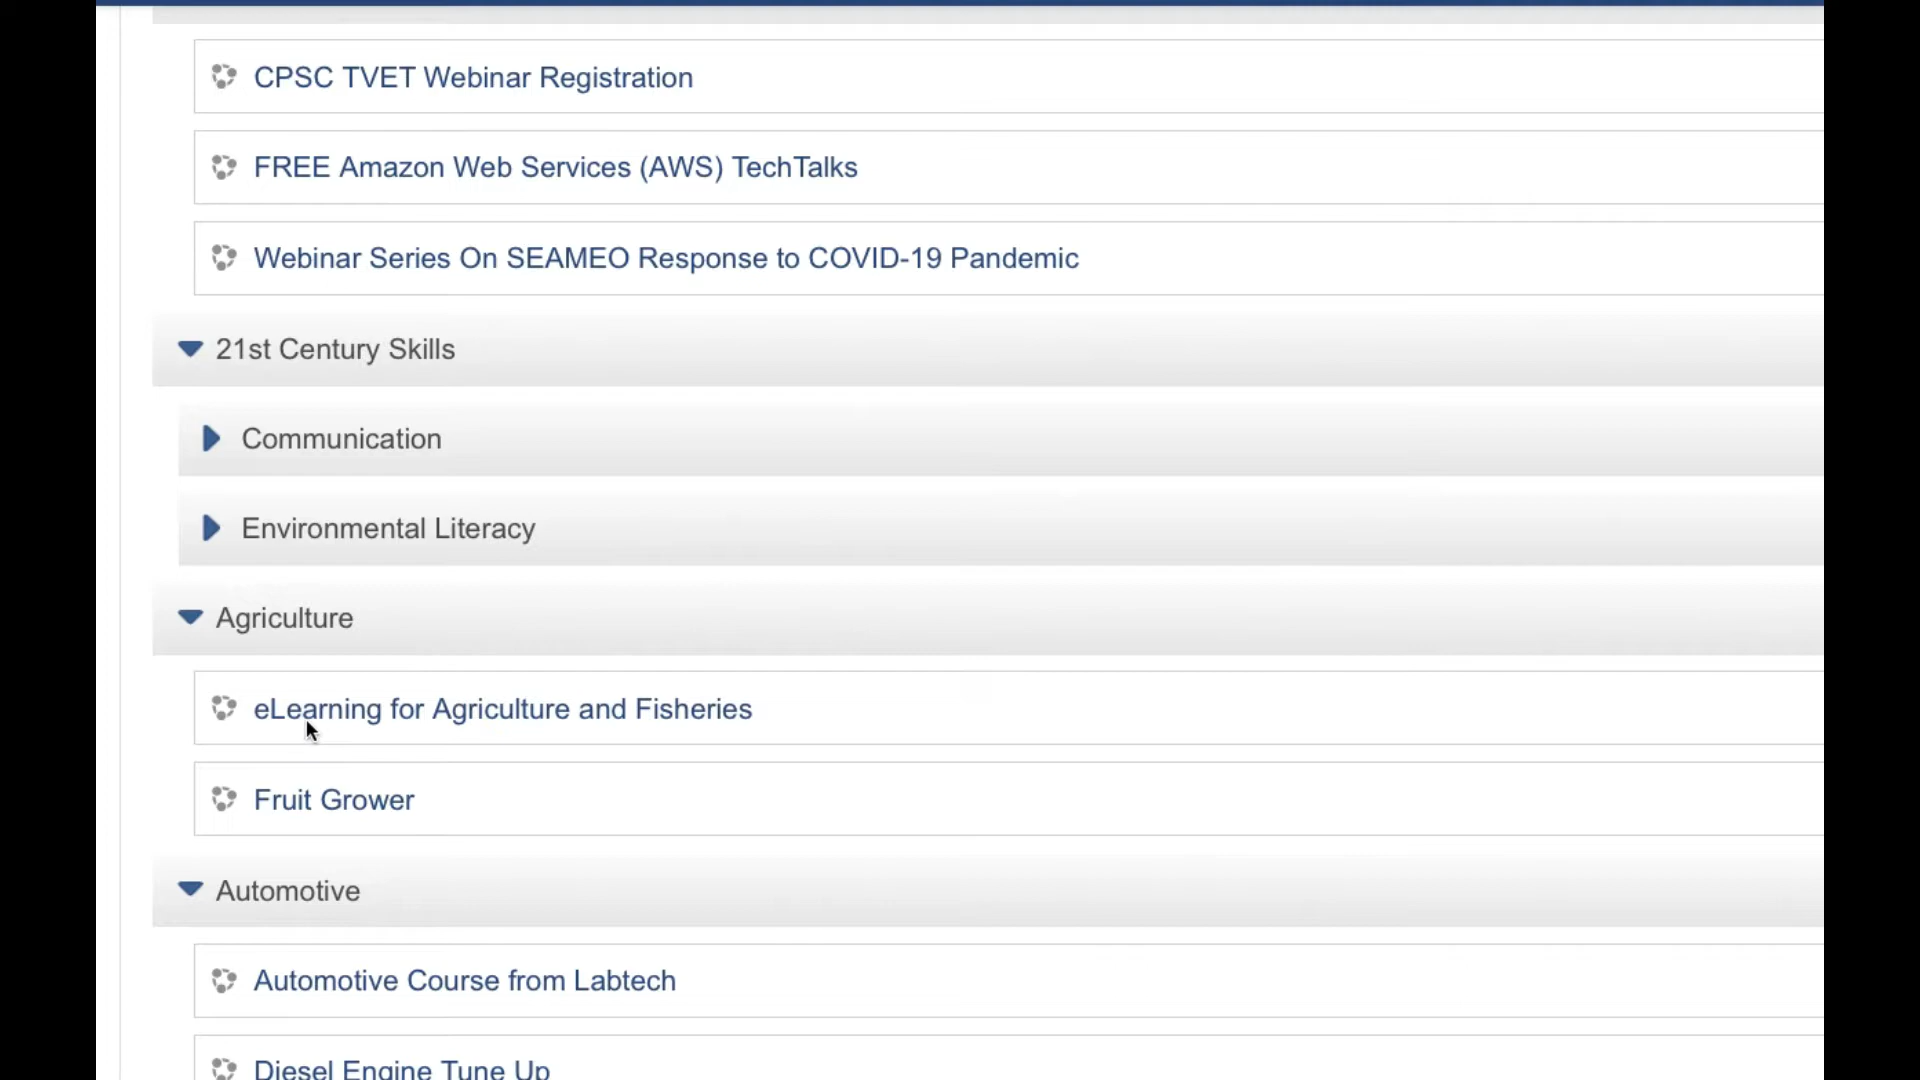 CPSC TVET Webinar Registration
FREE Amazon Web Services (AWS) TechTalks
Webinar Series On SEAMEO Response to COVID-19 Pandemic
21st Century Skills
Communication
Environmental Literacy
Agriculture
eLearning for Agriculture and Fisheries
Fruit Grower
Automotive
Automotive Course from Labtech
Diesel Engine Tune Up